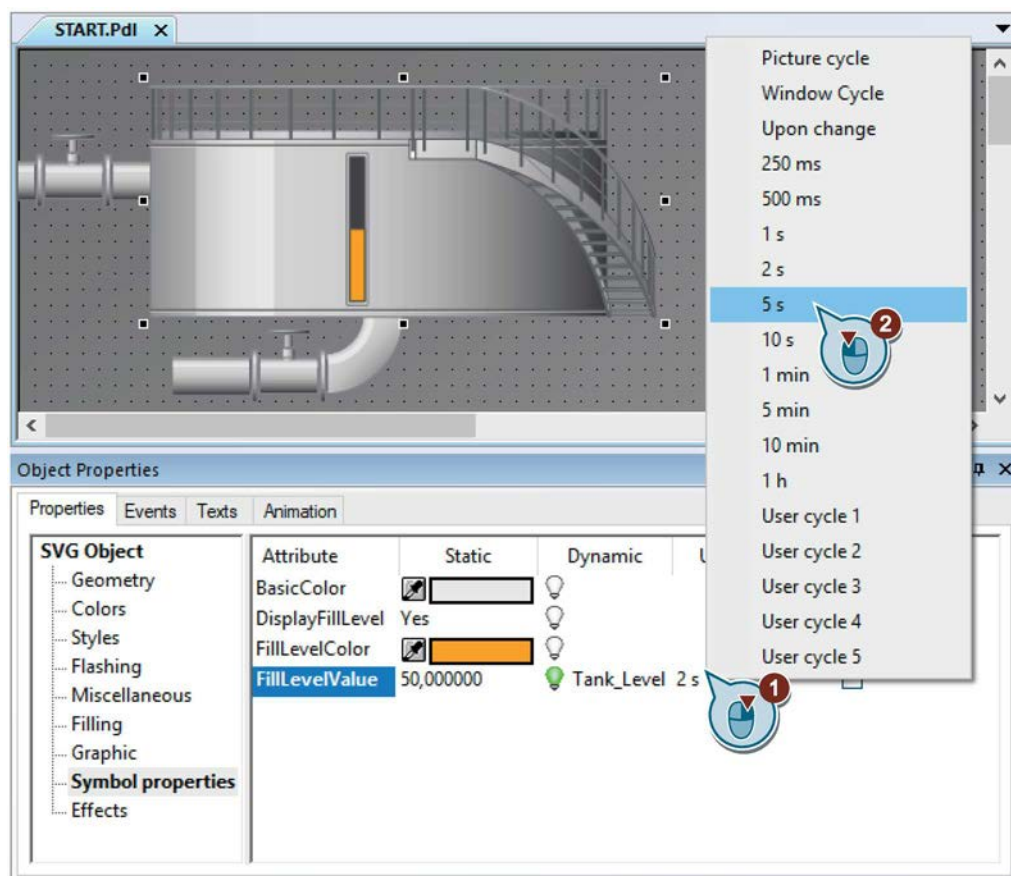 START.Pdl
Picture cycle
Window Cycle
Upon change
250 ms
500 ms
1 s
2 s
5 s
2
10 s
1 min
5 min
10 min
1 h
User cycle 1
User cycle 2
User cycle 3
User cycle 4
User cycle 5
Object Properties
Properties Events Texts Animation
SVG Object
Geometry
Colors
Styles
Flashing
Miscellaneous
Filling
Graphic
Symbol properties
Effects
Attribute Static Dynamic
BasicColor
DisplayFillLevel Yes
FillLevelColor
FillLevelValue 50,000000 Tank_Level 2 s
1